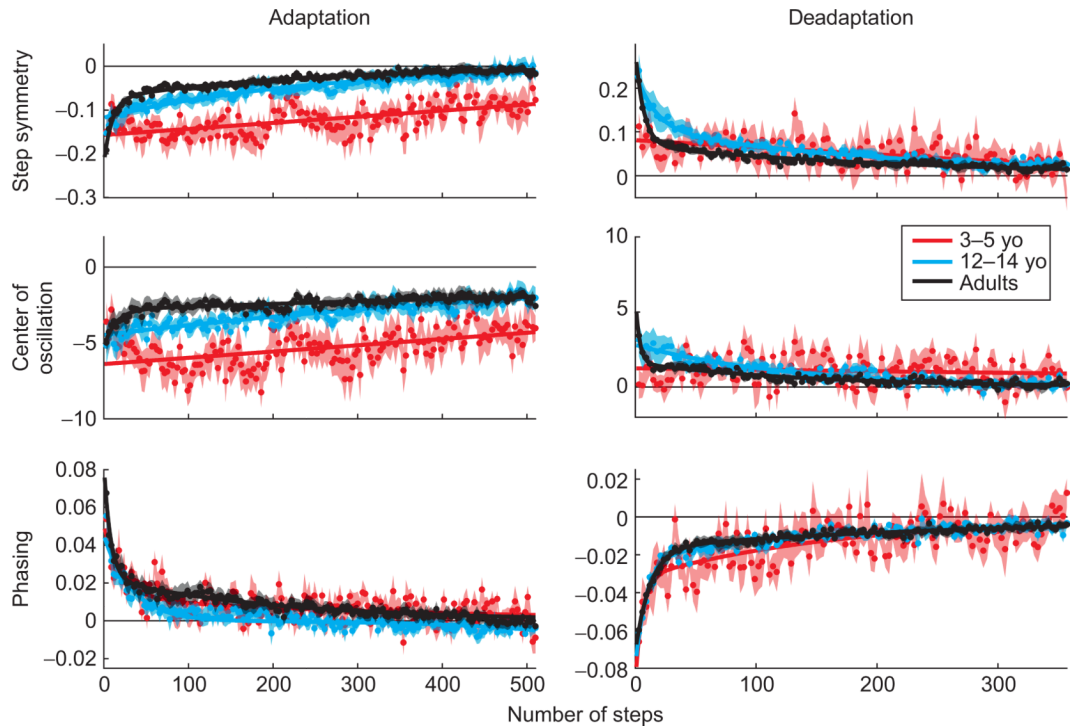 Adaptation
Deadaptation
Step symmetry
0
–0.1
–0.2
–0.3
0.2
0.1
0
Center of
oscillation
0
–5
–10
10
5
0
3–5 yo
12–14 yo
Adults
Phasing
0.08
0.06
0.04
0.02
0
–0.02
0.02
0
–0.02
–0.04
–0.06
–0.08
0 100 200 300 400 500
0 100 200 300
Number of steps